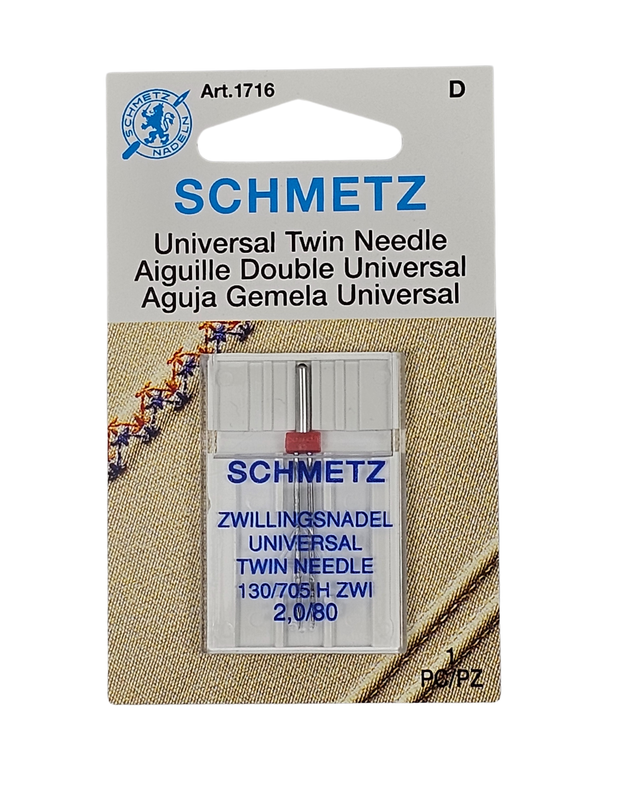 Art.1716
D
SCHMETZ
NADELN
SCHMETZ
Universal Twin Needle
Aiguille Double Universal
Aguja Gemela Universal
SCHMETZ
ZWILLINGSNADEL
UNIVERSAL
TWIN NEEDLE
130/705 H ZWI
2,0/80
1
PC/PZ